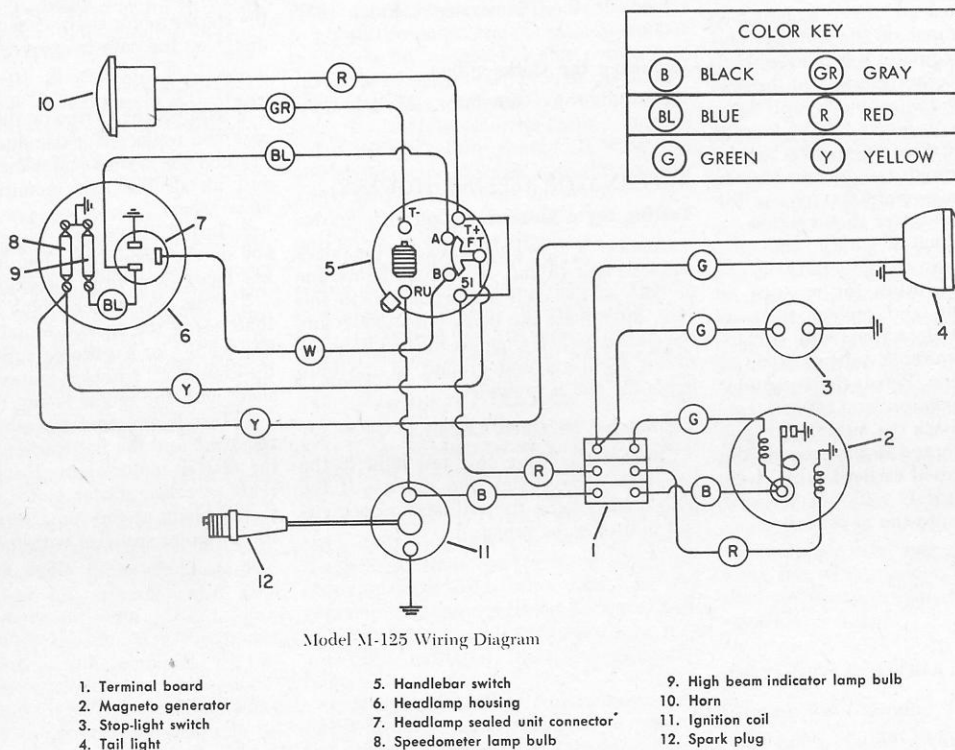 COLOR KEY
B BLACK GR GRAY
BL BLUE R RED
G GREEN Y YELLOW
10
R
GR
BL
7
8
9
BL
6
5
T-
T+
FT
A
B
51
RU
W
Y
Y
G
4
G
3
G
2
R
B
B
R
1
11
12
Model M-125 Wiring Diagram
1. Terminal board
2. Magneto generator
3. Stop-light switch
4. Tail light
5. Handlebar switch
6. Headlamp housing
7. Headlamp sealed unit connector
8. Speedometer lamp bulb
9. High beam indicator lamp bulb
10. Horn
11. Ignition coil
12. Spark plug